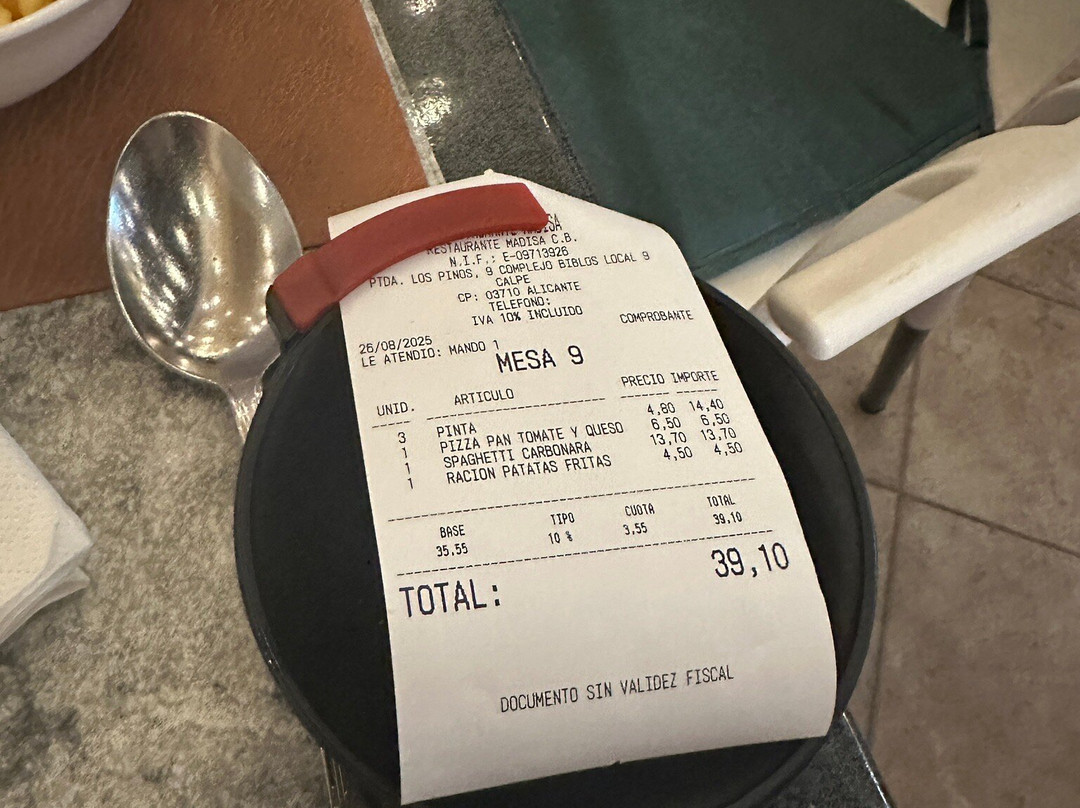 RESTAURANTE MADISA C.B.
N.I.F.: E-09713926
PTDA. LOS PINOS, 9 COMPLEJO BIBLOS LOCAL 9
CALPE
CP: 03710 ALICANTE
TELEFONO:
IVA 10% INCLUIDO
COMPROBANTE
26/08/2025
LE ATENDIO: MANDO 1
MESA 9
UNID. ARTICULO PRECIO IMPORTE
3 PINTA 4,80 14,40
1 PIZZA PAN TOMATE Y QUESO 6,50 6,50
1 SPAGHETTI CARBONARA 13,70 13,70
1 RACION PATATAS FRITAS 4,50 4,50
BASE TIPO CUOTA TOTAL
35,55 10 % 3,55 39,10
TOTAL: 39,10
DOCUMENTO SIN VALIDEZ FISCAL